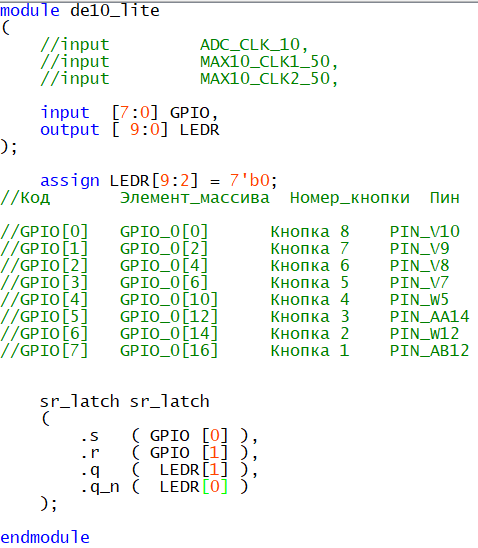 module de10_lite
(
    //input         ADC_CLK_10,
    //input         MAX10_CLK1_50,
    //input         MAX10_CLK2_50,
    input  [7:0] GPIO,
    output [ 9:0] LEDR
);
    assign LEDR[9:2] = 7'b0;
//Код       Элемент_массива  Номер_кнопки  Пин
//GPIO[0]   GPIO_0[0]      Кнопка 8    PIN_V10
//GPIO[1]   GPIO_0[2]      Кнопка 7    PIN_V9
//GPIO[2]   GPIO_0[4]      Кнопка 6    PIN_V8
//GPIO[3]   GPIO_0[6]      Кнопка 5    PIN_V7
//GPIO[4]   GPIO_0[10]     Кнопка 4    PIN_W5
//GPIO[5]   GPIO_0[12]     Кнопка 3    PIN_AA14
//GPIO[6]   GPIO_0[14]     Кнопка 2    PIN_W12
//GPIO[7]   GPIO_0[16]     Кнопка 1    PIN_AB12
    sr_latch sr_latch
    (
        .s   ( GPIO [0] ),
        .r   ( GPIO [1] ),
        .q   (  LEDR[1] ),
        .q_n (  LEDR[0] )
    );
endmodule